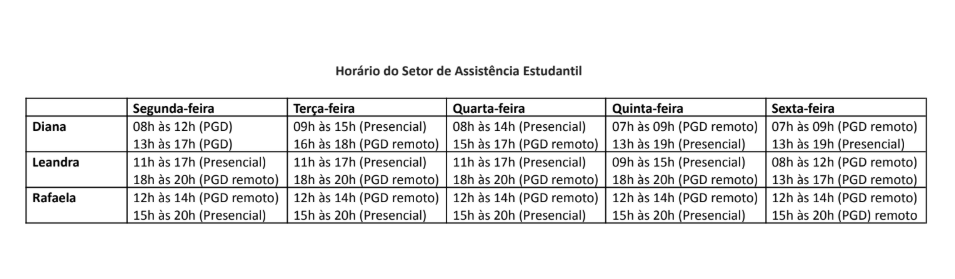 Horário do Setor de Assistência Estudantil
Segunda-feira Terça-feira Quarta-feira Quinta-feira Sexta-feira
Diana 08h às 12h (PGD) 09h às 15h (Presencial) 08h às 14h (Presencial) 07h às 09h (PGD remoto) 07h às 09h (PGD remoto)
13h às 17h (PGD) 16h às 18h (PGD remoto) 15h às 17h (PGD remoto) 13h às 19h (Presencial) 13h às 19h (Presencial)
Leandra 11h às 17h (Presencial) 11h às 17h (Presencial) 11h às 17h (Presencial) 09h às 15h (Presencial) 08h às 12h (PGD remoto)
18h às 20h (PGD remoto) 18h às 20h (PGD remoto) 18h às 20h (PGD remoto) 18h às 20h (PGD remoto) 13h às 17h (PGD remoto)
Rafaela 12h às 14h (PGD remoto) 12h às 14h (PGD remoto) 12h às 14h (PGD remoto) 12h às 14h (PGD remoto) 12h às 14h (PGD remoto)
15h às 20h (Presencial) 15h às 20h (Presencial) 15h às 20h (Presencial) 15h às 20h (Presencial) 15h às 20h (PGD) remoto